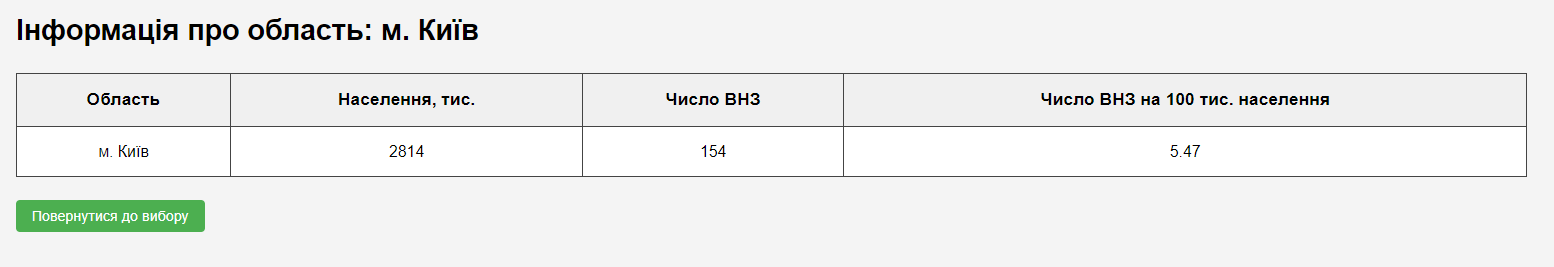 Інформація про область: м. Київ
Область Населення, тис. Число ВНЗ Число ВНЗ на 100 тис. населення
м. Київ 2814 154 5.47
Повернутися до вибору